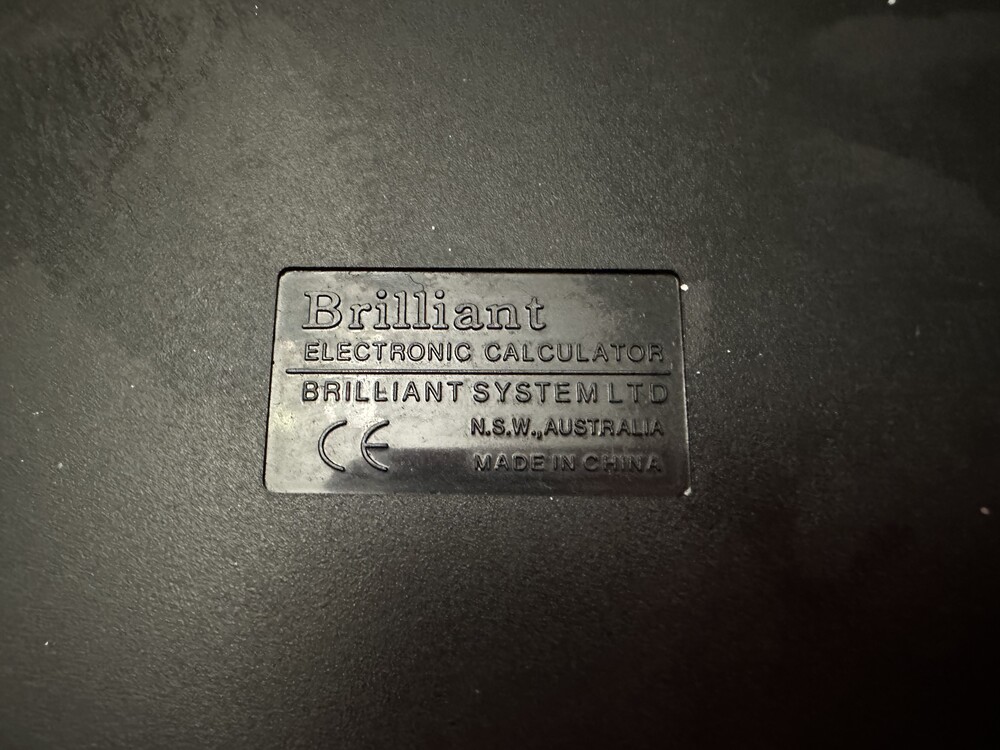 Brilliant
ELECTRONIC CALCULATOR
BRILLIANT SYSTEM LTD
N.S.W.,AUSTRALIA
CE
MADE IN CHINA